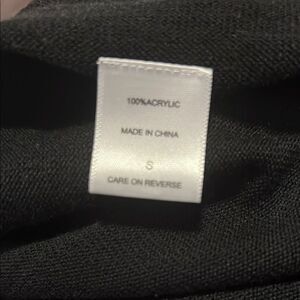 100%ACRYLIC
MADE IN CHINA
S
CARE ON REVERSE